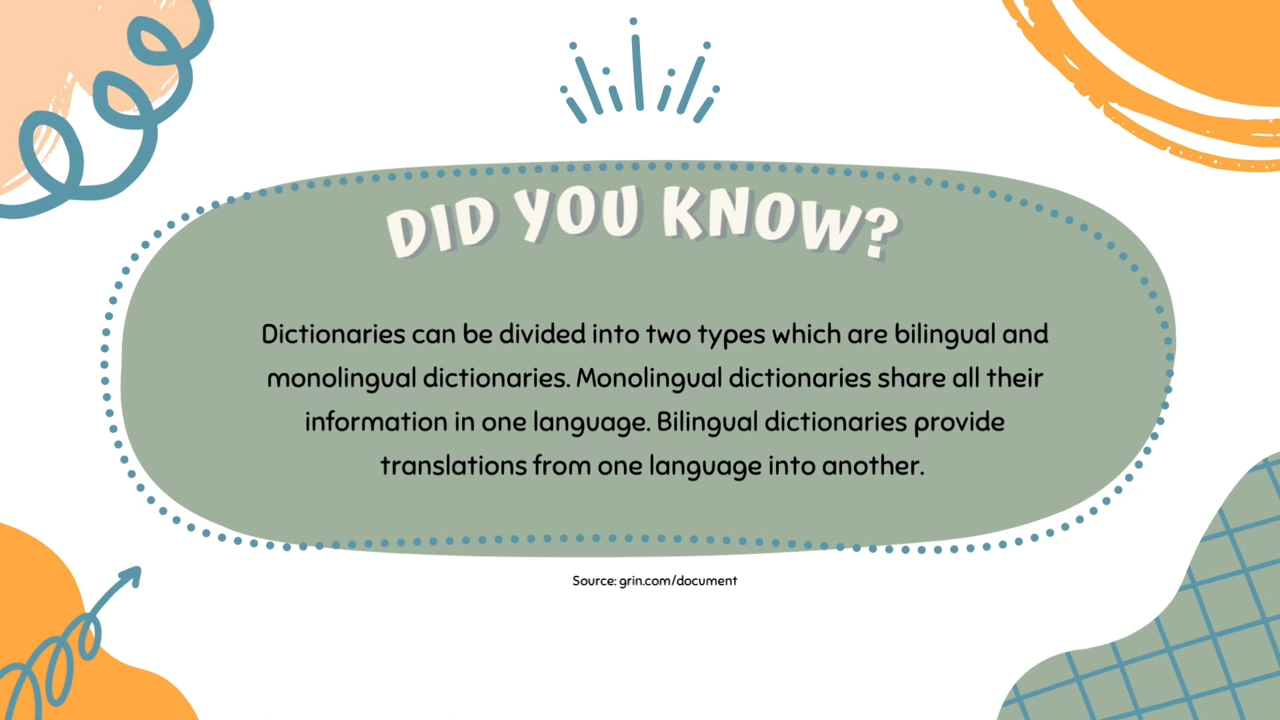 DID YOU KNOW?
Dictionaries can be divided into two types which are bilingual and
monolingual dictionaries. Monolingual dictionaries share all their
information in one language. Bilingual dictionaries provide
translations from one language into another.
Source: grin.com/document